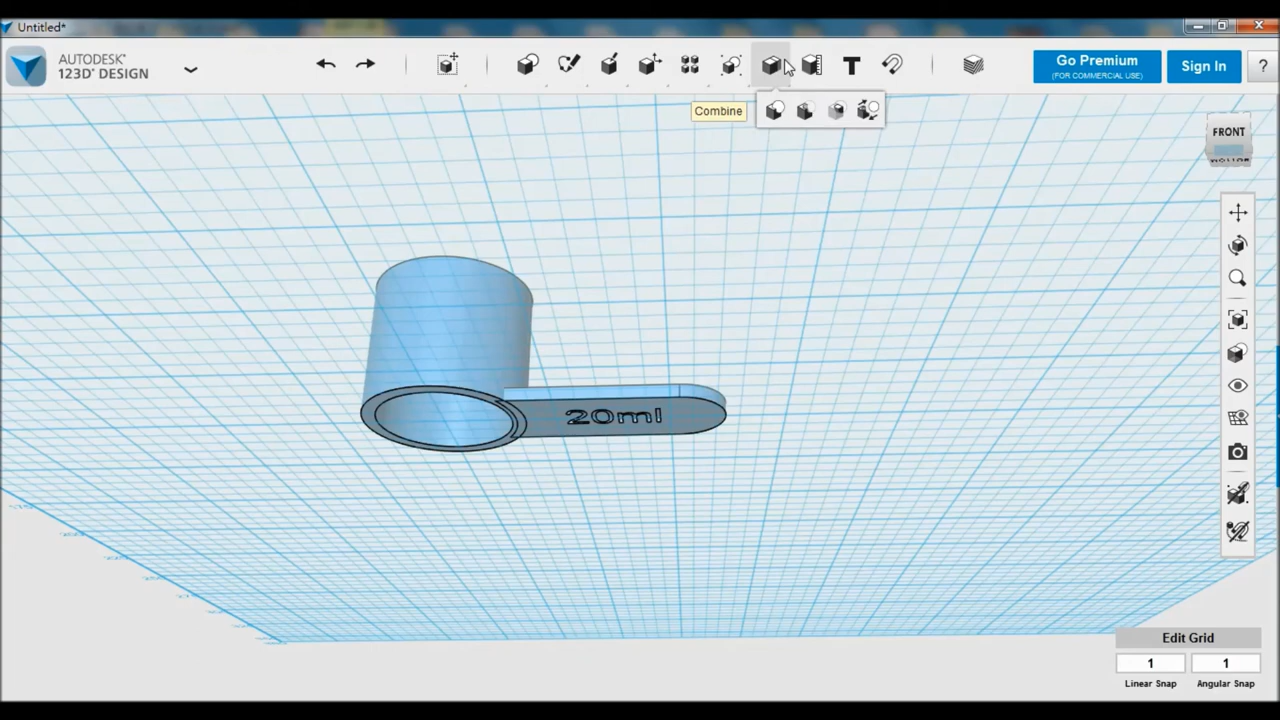 Untitled*
AUTODESK®
123D® DESIGN
Go Premium
(FOR COMMERCIAL USE)
Sign In
?
T
Combine
FRONT
20ml
Edit Grid
1
1
Linear Snap
Angular Snap